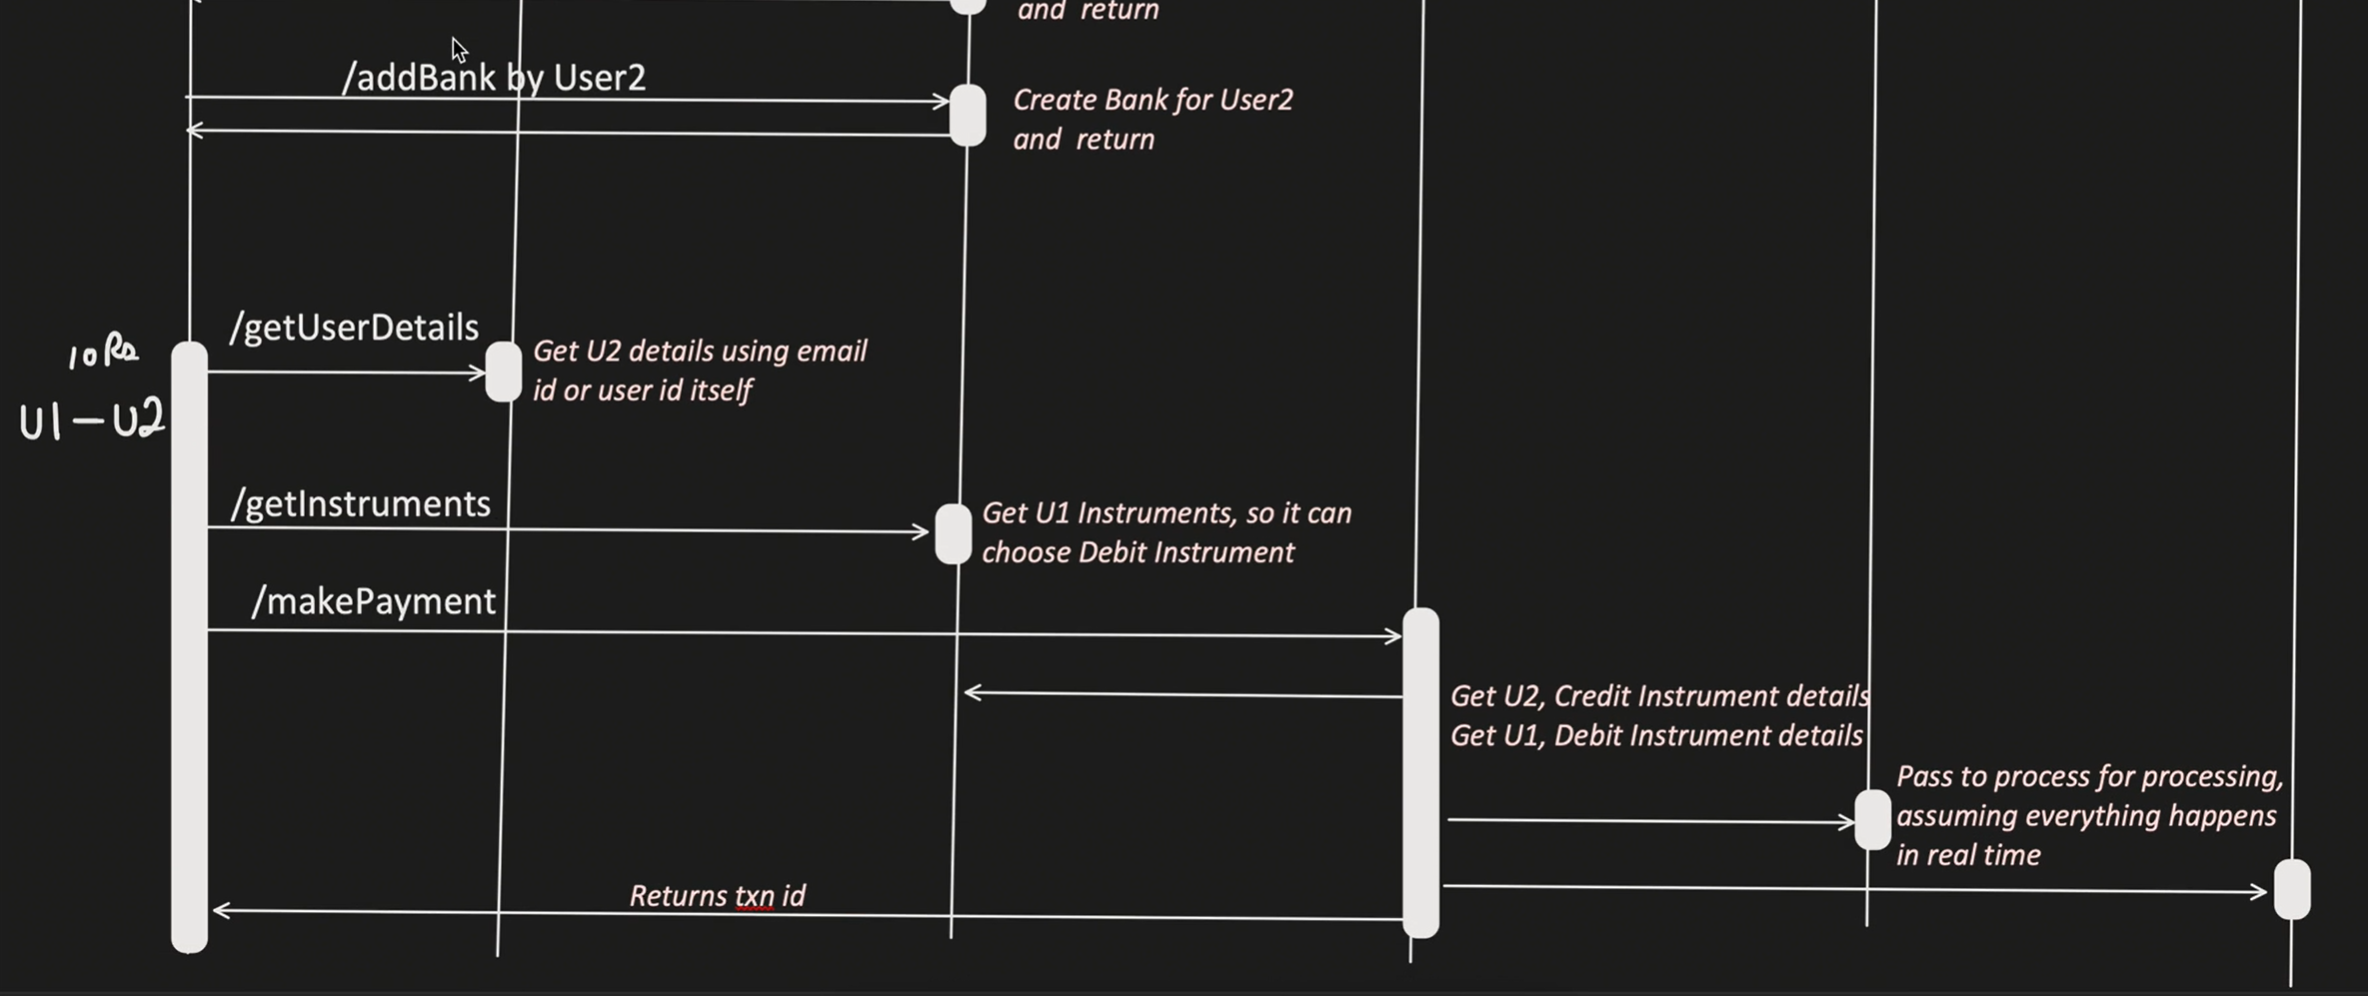 and return
/addBank by User2
Create Bank for User2
and return
/getUserDetails
10Rs
Get U2 details using email
id or user id itself
U1-U2
/getInstruments
Get U1 Instruments, so it can
choose Debit Instrument
/makePayment
Get U2, Credit Instrument details
Get U1, Debit Instrument details
Pass to process for processing,
assuming everything happens
in real time
Returns txn id